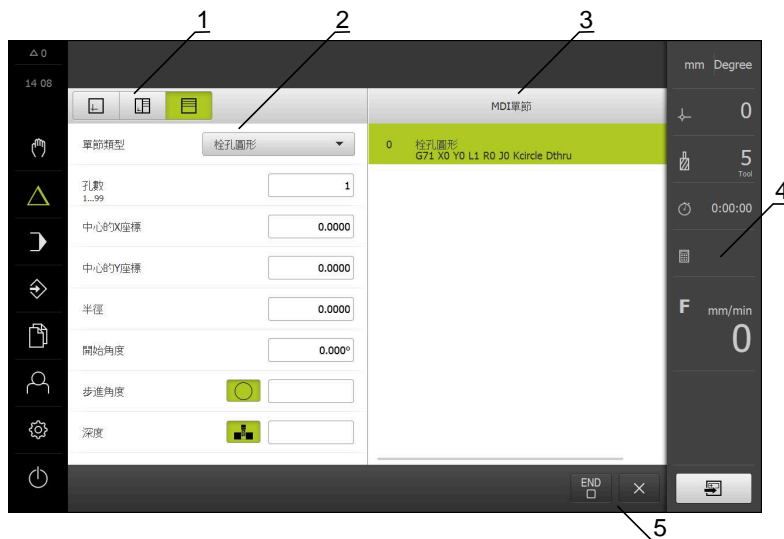 1
2
3
△ 0
14 08
mm Degree
MDI單節
0
單節類型
栓孔圓形
0 栓孔圓形
G71 X0 Y0 L1 R0 J0 Kcircle Dthru
5
Tool
孔數
1...99
1
4
0:00:00
中心的X座標
0.0000
中心的Y座標
0.0000
半徑
0.0000
F mm/min
0
開始角度
0.000°
步進角度
深度
END
5